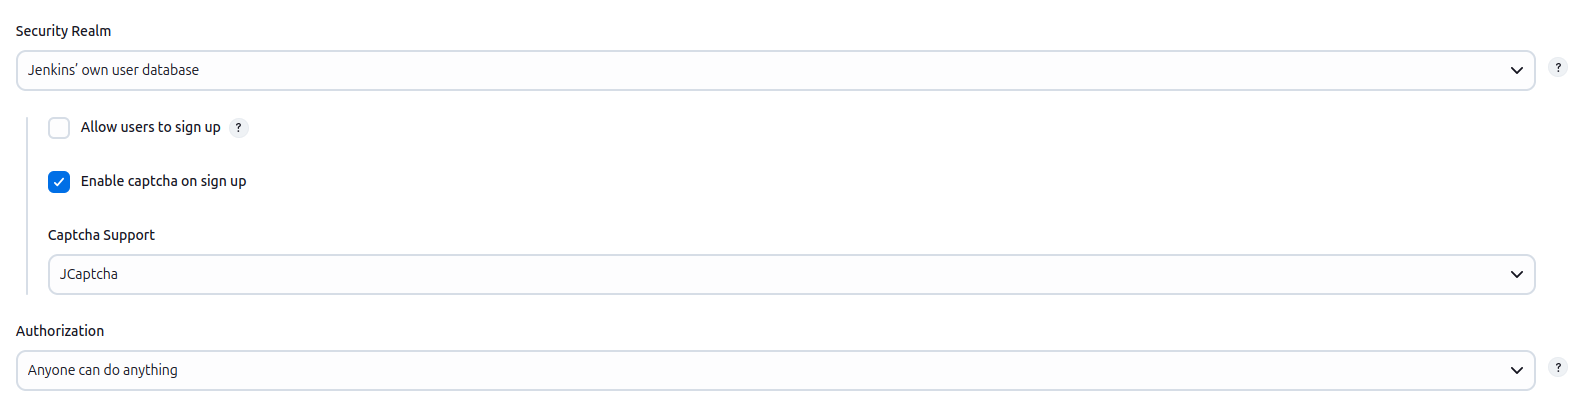 Security Realm
Jenkins’ own user database
?
Allow users to sign up ?
Enable captcha on sign up
Captcha Support
JCaptcha
Authorization
Anyone can do anything
?